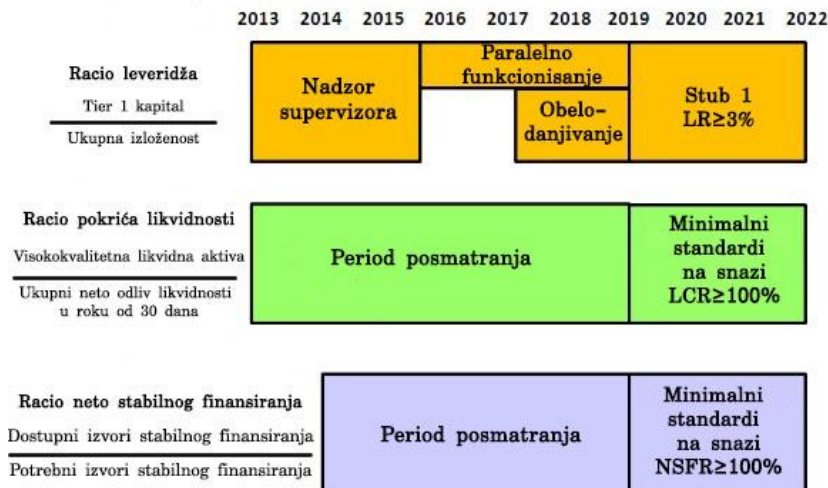 2013 2014 2015 2016 2017 2018 2019 2020 2021 2022
Racio leveridža
Tier 1 kapital
Ukupna izloženost
Nadzor
supervizora
Paralelno
funkcionisanje
Obelo-
danjivanje
Stub 1
LR≥3%
Racio pokrića likvidnosti
Visokokvalitetna likvidna aktiva
Ukupni neto odliv likvidnosti
u roku od 30 dana
Period posmatranja
Minimalni
standardi
na snazi
LCR≥100%
Racio neto stabilnog finansiranja
Dostupni izvori stabilnog finansiranja
Potrebni izvori stabilnog finansiranja
Period posmatranja
Minimalni
standardi
na snazi
NSFR≥100%